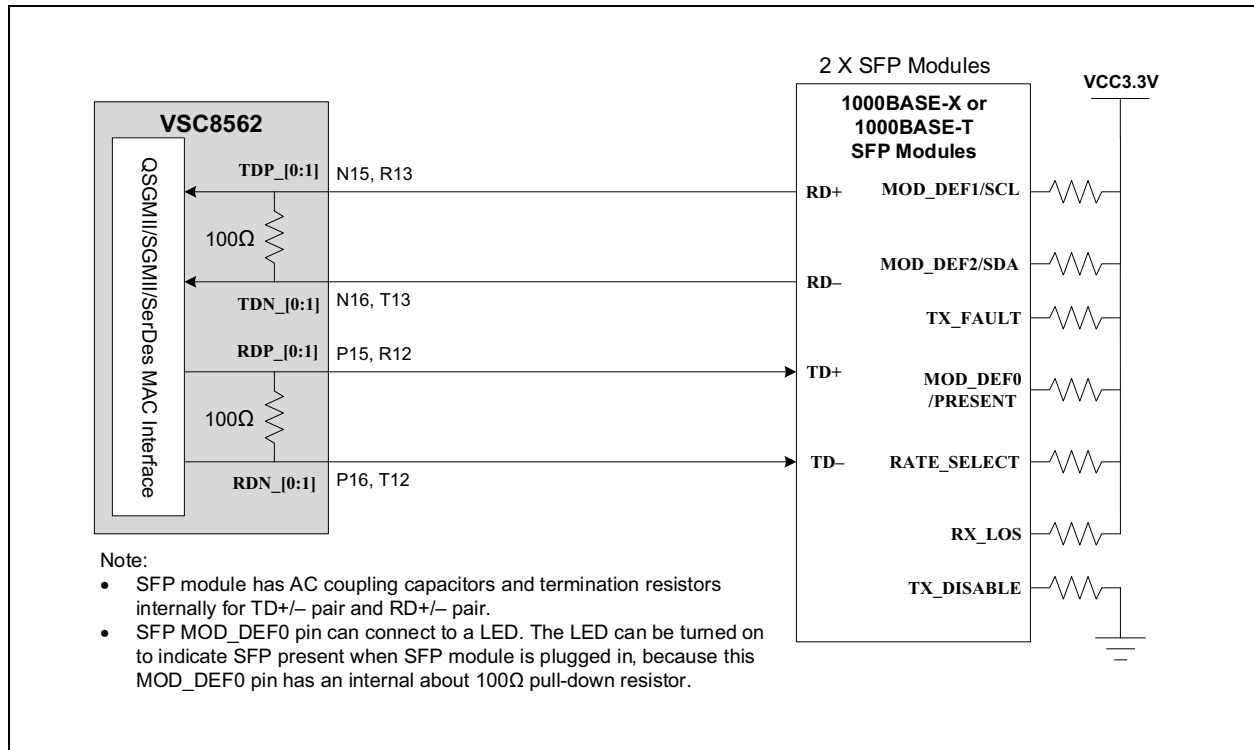 2 X SFP Modules
VCC3.3V
VSC8562
QSGMII/SGMII/SerDes MAC Interface
TDP_[0:1]
N15, R13
100Ω
TDN_[0:1]
N16, T13
RDP_[0:1]
P15, R12
100Ω
RDN_[0:1]
P16, T12
1000BASE-X or
1000BASE-T
SFP Modules
RD+
MOD_DEF1/SCL
RD–
MOD_DEF2/SDA
TX_FAULT
TD+
MOD_DEF0
/PRESENT
TD–
RATE_SELECT
RX_LOS
TX_DISABLE
Note:
• SFP module has AC coupling capacitors and termination resistors
internally for TD+/– pair and RD+/– pair.
• SFP MOD_DEF0 pin can connect to a LED. The LED can be turned on
to indicate SFP present when SFP module is plugged in, because this
MOD_DEF0 pin has an internal about 100Ω pull-down resistor.